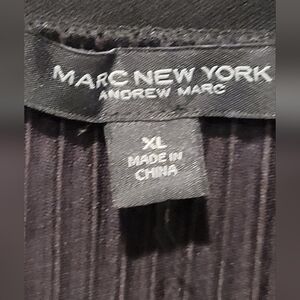 MARC NEW YORK
ANDREW MARC
XL
MADE IN
CHINA